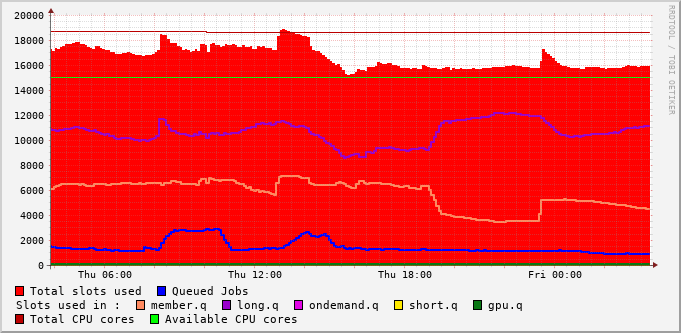 20000
18000
16000
14000
12000
10000
8000
6000
4000
2000
0
Thu 06:00 Thu 12:00 Thu 18:00 Fri 00:00
RRDTOOL / TOBI OETIKER
Total slots used Queued Jobs
Slots used in : member.q long.q ondemand.q short.q gpu.q
Total CPU cores Available CPU cores